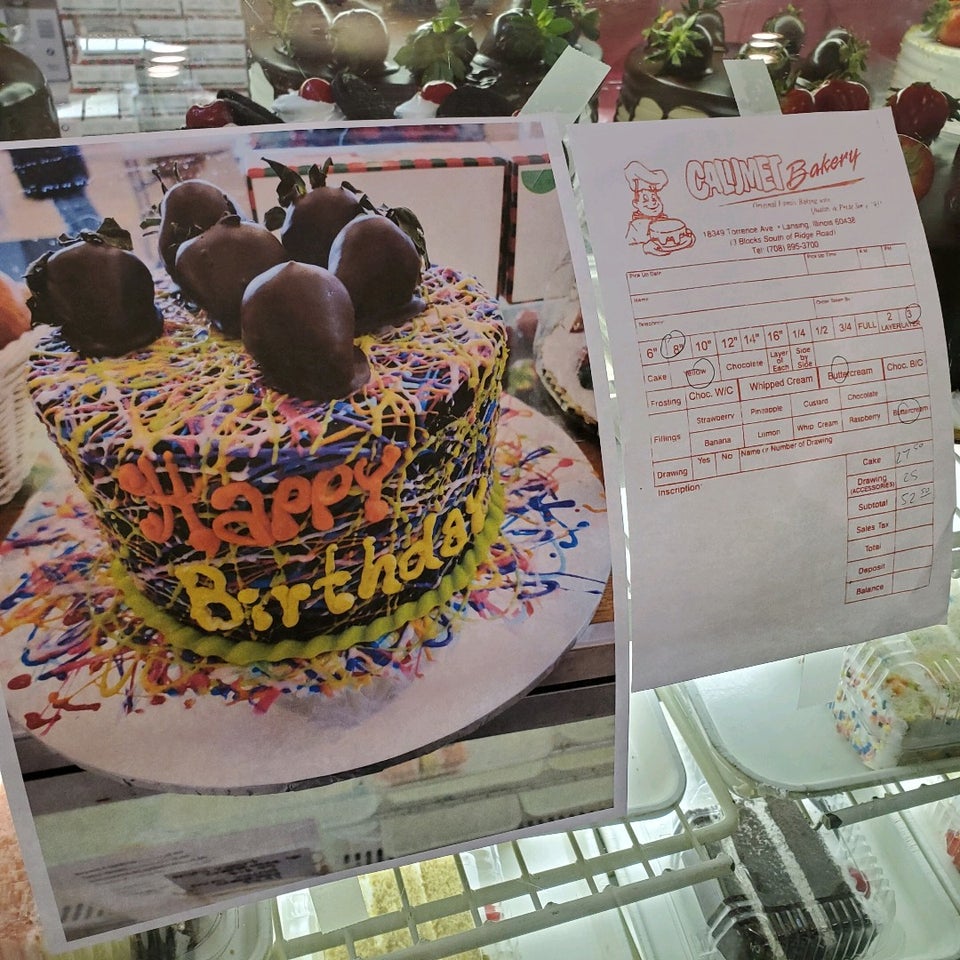 Happy
Birthday
CALUMET Bakery
Original Family Baking with
Quality & Pride Since
18349 Torrence Ave • Lansing, Illinois 60438
(3 Blocks South of Ridge Road)
Tel: (708) 895-3700
Pick Up Date Pick Up Time A.M. P.M.
Name Order Taken By
Telephone
6" 8" 10" 12" 14" 16" 1/4 1/2 3/4 FULL 2 LAYER 3 LAYER
Cake Yellow Chocolate Layer of Each Side by Side
Frosting Choc. W/C Whipped Cream Buttercream Choc. B/C
Fillings Strawberry Pineapple Custard Chocolate
Banana Lemon Whip Cream Raspberry Buttercream
Drawing Yes No Name (or Number of Drawing)
Inscription:
Cake 27.00
Drawing (ACCESSORIES) 25
Subtotal 52.00
Sales Tax
Total
Deposit
Balance